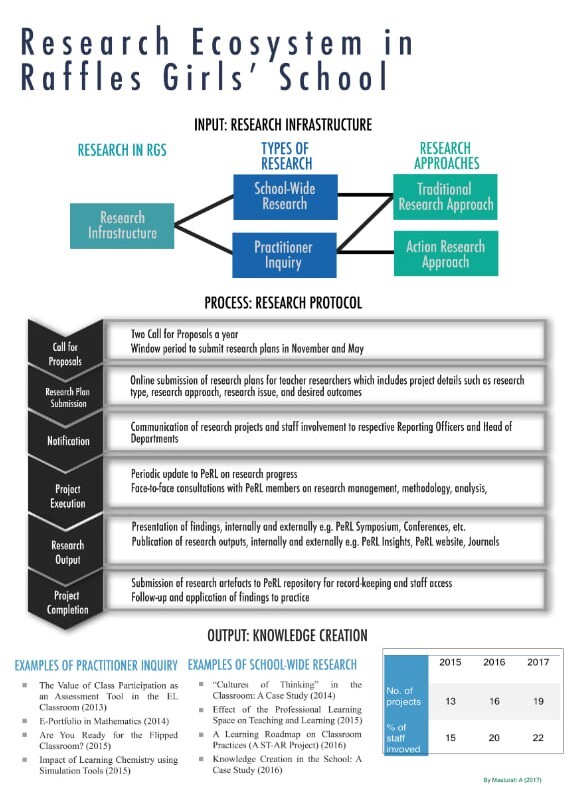 Research Ecosystem in
Raffles Girls' School
INPUT: RESEARCH INFRASTRUCTURE
RESEARCH IN RGS
TYPES OF
RESEARCH
RESEARCH
APPROACHES
Research
Infrastructure
School-Wide
Research
Practitioner
Inquiry
Traditional
Research Approach
Action Research
Approach
PROCESS: RESEARCH PROTOCOL
Call for
Proposals
Two Call for Proposals a year
Window period to submit research plans in November and May
Research Plan
Submission
Online submission of research plans for teacher researchers which includes project details such as research
type, research approach, research issue, and desired outcomes
Notification
Communication of research projects and staff involvement to respective Reporting Officers and Head of
Departments
Project
Execution
Periodic update to PeRL on research progress
Face-to-face consultations with PeRL members on research management, methodology, analysis,
Research
Output
Presentation of findings, internally and externally e.g. PeRL Symposium, Conferences, etc.
Publication of research outputs, internally and externally e.g. PeRL Insights, PeRL website, Journals
Project
Completion
Submission of research artefacts to PeRL repository for record-keeping and staff access
Follow-up and application of findings to practice
OUTPUT: KNOWLEDGE CREATION
EXAMPLES OF PRACTITIONER INQUIRY
The Value of Class Participation as
an Assessment Tool in the EL
Classroom (2013)
E-Portfolio in Mathematics (2014)
Are You Ready for the Flipped
Classroom? (2015)
Impact of Learning Chemistry using
Simulation Tools (2015)
EXAMPLES OF SCHOOL-WIDE RESEARCH
"Cultures of Thinking" in the
Classroom: A Case Study (2014)
Effect of the Professional Learning
Space on Teaching and Learning (2015)
A Learning Roadmap on Classroom
Practices (A ST-AR Project) (2016)
Knowledge Creation in the School: A
Case Study (2016)
2015 2016 2017
No. of
projects
13 16 19
% of
staff
invoved
15 20 22
By Masturah A (2017)